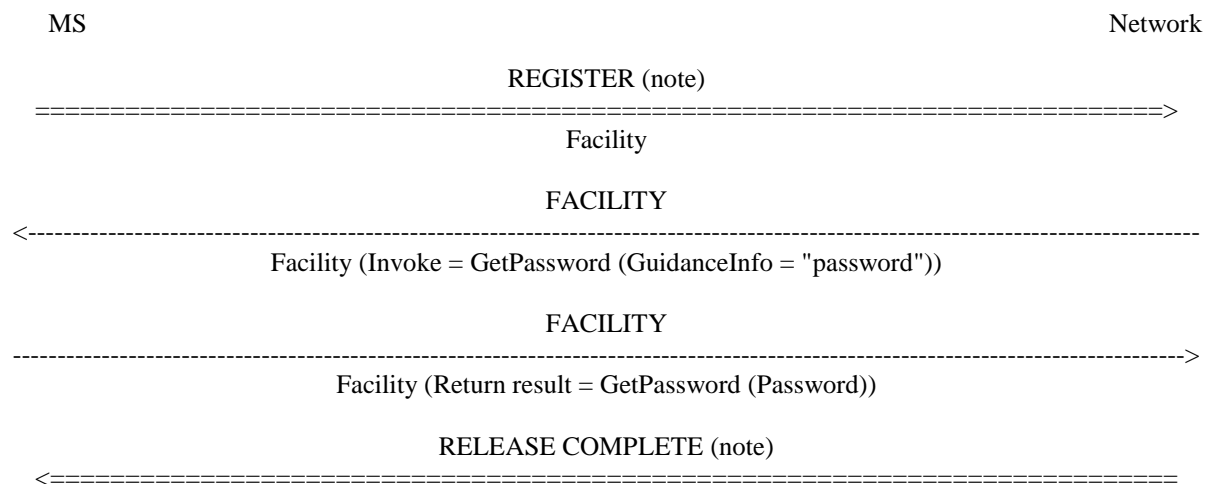 MS Network
REGISTER (note)
===========================================================================>
Facility
FACILITY
<------------------------------------------------------------------------------------------------------------------------------------
Facility (Invoke = GetPassword (GuidanceInfo = "password"))
FACILITY
------------------------------------------------------------------------------------------------------------------------------------>
Facility (Return result = GetPassword (Password))
RELEASE COMPLETE (note)
<===========================================================================